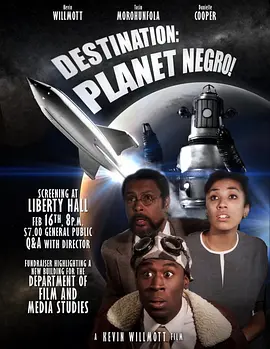 Kevin
WILLMOTT
Tosin
MOROHUNFOLA
Danielle
COOPER
DESTINATION:
PLANET NEGRO!
SCREENING AT
LIBERTY HALL
FEB 16TH, 8PM
$7.00 GENERAL PUBLIC
Q&A WITH DIRECTOR
FUNDRAISER HIGHLIGHTING
A NEW BUILDING FOR THE
DEPARTMENT OF
FILM AND
MEDIA STUDIES
A KEVIN WILLMOTT FILM